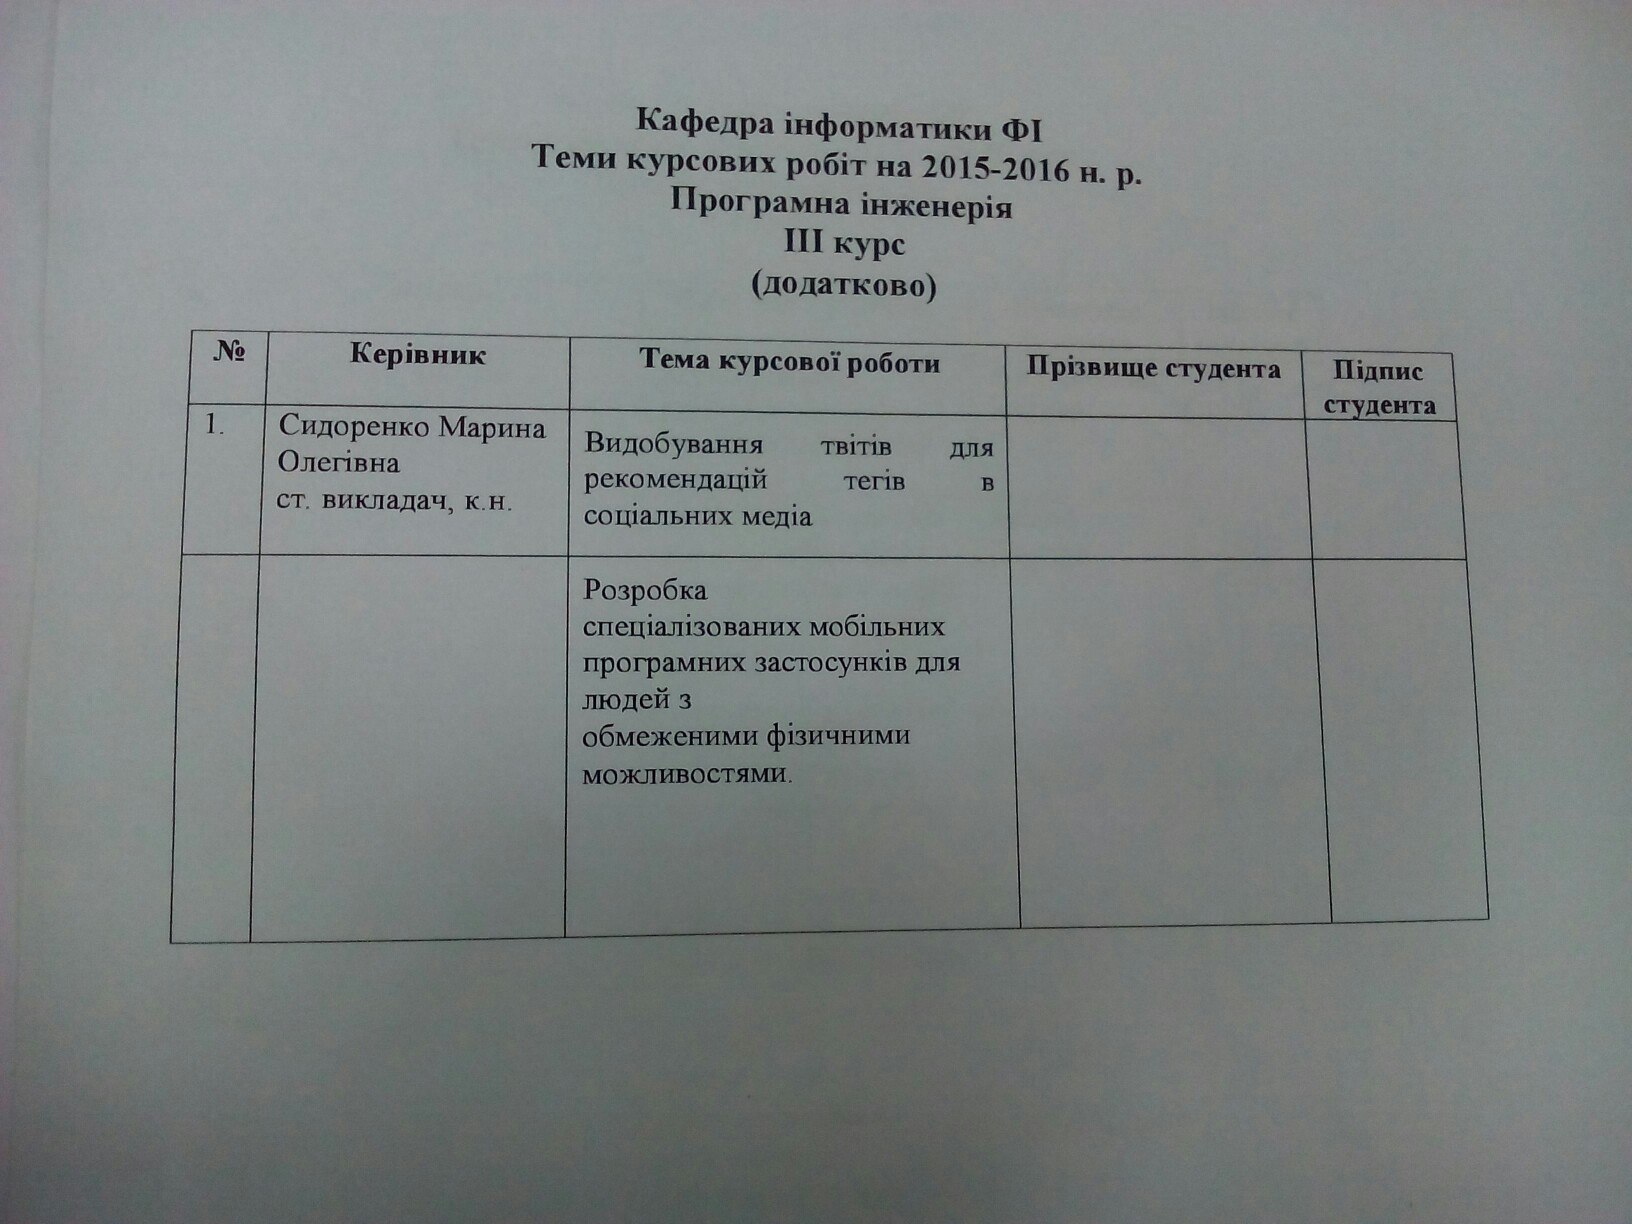 Кафедра інформатики ФІ
Теми курсових робіт на 2015-2016 н. р.
Програмна інженерія
III курс
(додатково)
№
Керівник
Тема курсової роботи
Прізвище студента
Підпис
студента
1.
Сидоренко Марина
Олегівна
ст. викладач, к.н.
Видобування твітів для
рекомендацій тегів в
соціальних медіа
Розробка
спеціалізованих мобільних
програмних застосунків для
людей з
обмеженими фізичними
можливостями.